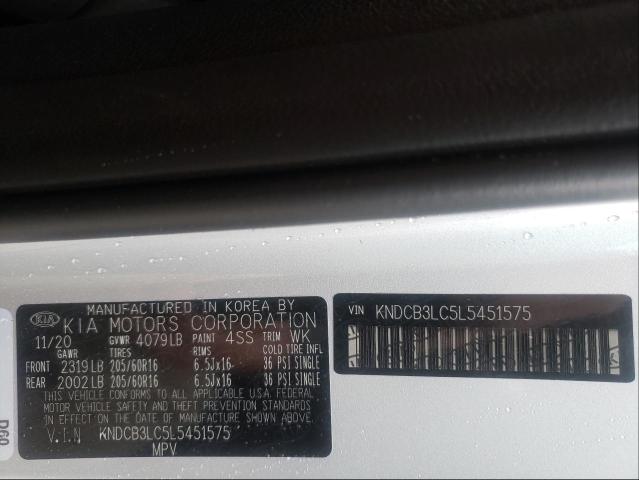 MANUFACTURED IN KOREA BY
KIA KIA MOTORS CORPORATION
11/20 GVWR 4079LB PAINT 4SS TRIM WK
GAWR TIRES RIMS COLD TIRE INFL
FRONT 2319LB 205/60R16 6.5Jx16 36 PSI SINGLE
REAR 2002LB 205/60R16 6.5Jx16 36 PSI SINGLE
THIS VEHICLE CONFORMS TO ALL APPLICABLE U.S.A. FEDERAL
MOTOR VEHICLE SAFETY AND THEFT PREVENTION STANDARDS
IN EFFECT ON THE DATE OF MANUFACTURE SHOWN ABOVE.
V.I.N KNDCB3LC5L5451575
MPV
VIN KNDCB3LC5L5451575
D60